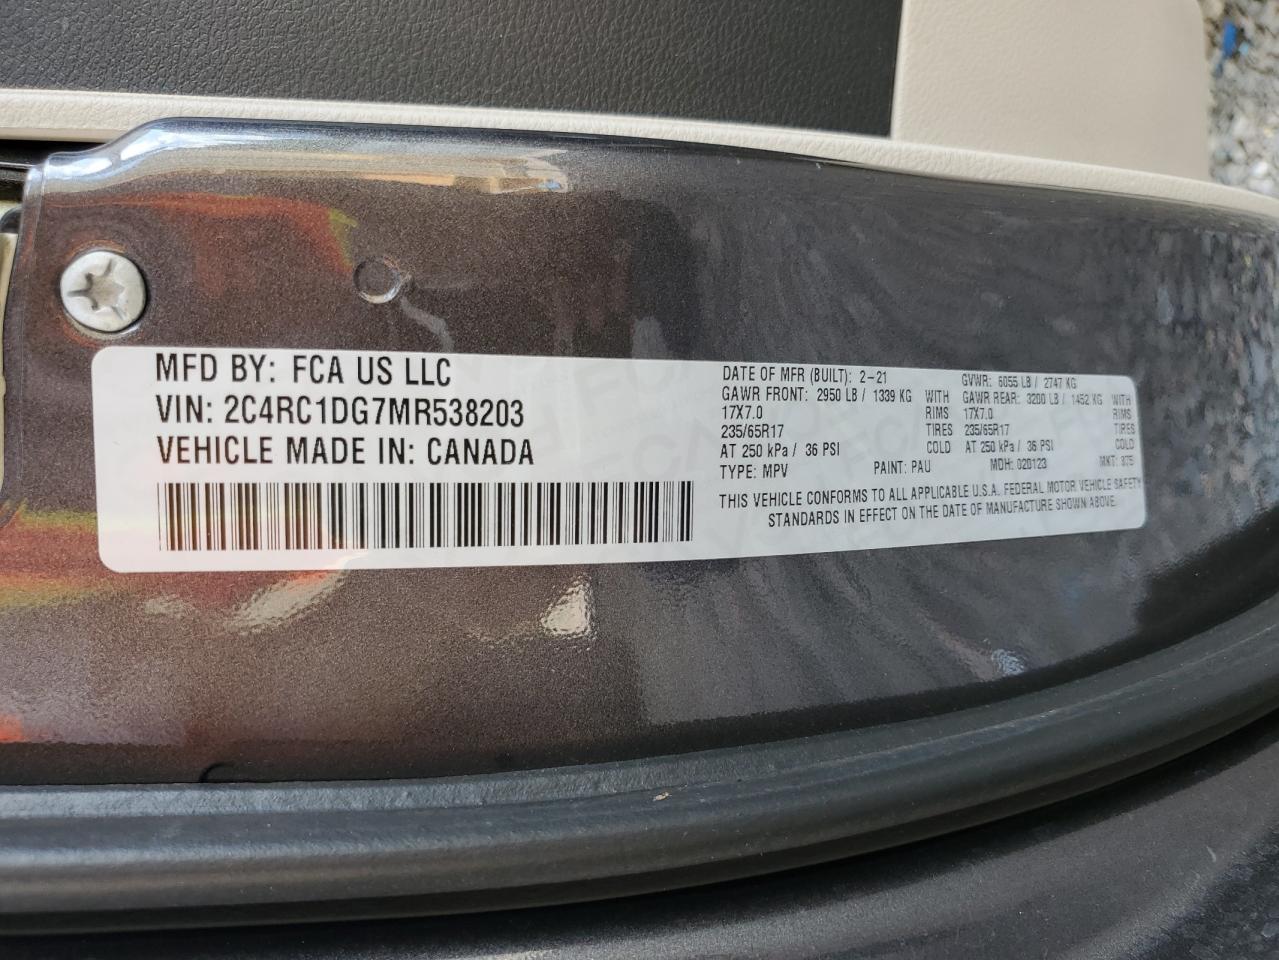 MFD BY: FCA US LLC
VIN: 2C4RC1DG7MR538203
VEHICLE MADE IN: CANADA
DATE OF MFR (BUILT): 2-21 GVWR: 6055 LB / 2747 KG
GAWR FRONT: 2950 LB / 1339 KG WITH GAWR REAR: 3200 LB / 1452 KG WITH
17X7.0 RIMS 17X7.0 RIMS
235/65R17 TIRES 235/65R17 TIRES
AT 250 kPa / 36 PSI COLD AT 250 kPa / 36 PSI COLD
TYPE: MPV PAINT: PAU MDH: 020123 MKT: 375
THIS VEHICLE CONFORMS TO ALL APPLICABLE U.S.A. FEDERAL MOTOR VEHICLE SAFETY
STANDARDS IN EFFECT ON THE DATE OF MANUFACTURE SHOWN ABOVE.